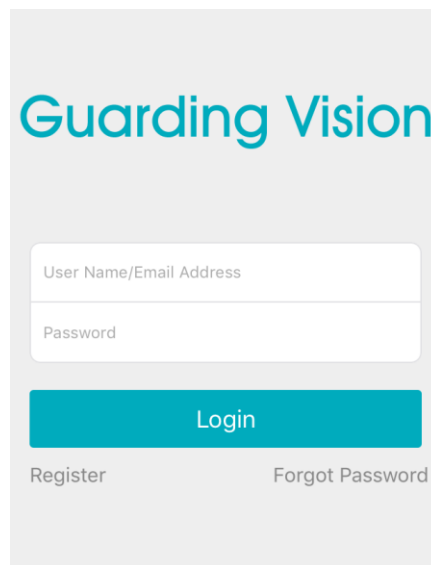 Guarding Vision
User Name/Email Address
Password
Login
Register Forgot Password